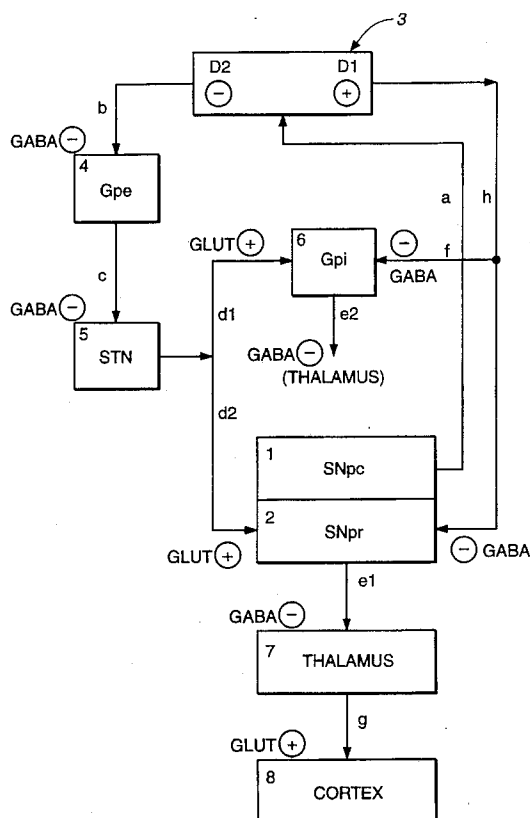 3
D2 D1
− +
b
GABA −
4
Gpe
a
h
c
GLUT +
6
Gpi
−
f
GABA
GABA −
5
STN
d1
e2
GABA −
(THALAMUS)
d2
1
SNpc
2
SNpr
GLUT +
− GABA
e1
GABA −
7
THALAMUS
g
GLUT +
8
CORTEX